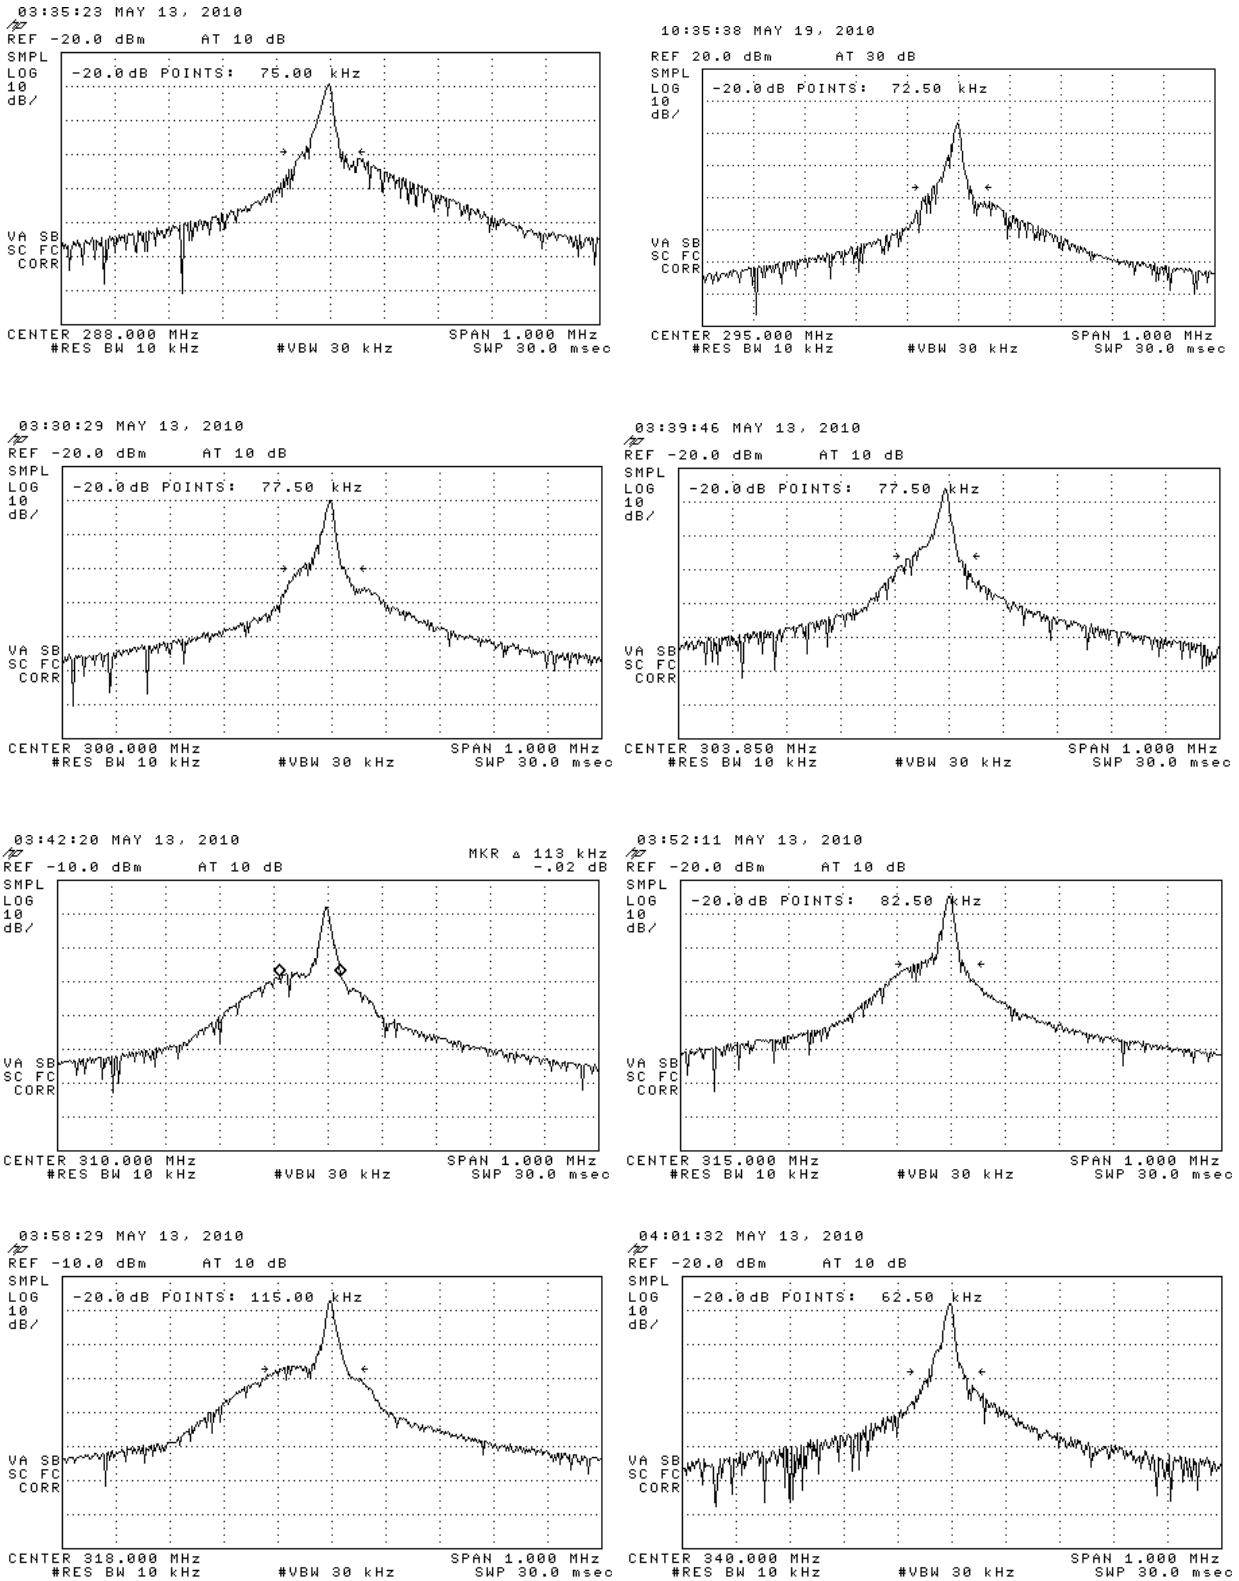 03:35:23 MAY 13, 2010
hp
REF -20.0 dBm AT 10 dB
SMPL
LOG
10
dB/
-20.0dB POINTS: 75.00 kHz
VA SB
SC FC
CORR
CENTER 288.000 MHz SPAN 1.000 MHz
#RES BW 10 kHz #VBW 30 kHz SWP 30.0 msec
10:35:38 MAY 19, 2010
REF 20.0 dBm AT 30 dB
SMPL
LOG
10
dB/
-20.0dB POINTS: 72.50 kHz
VA SB
SC FC
CORR
CENTER 295.000 MHz SPAN 1.000 MHz
#RES BW 10 kHz #VBW 30 kHz SWP 30.0 msec
03:30:29 MAY 13, 2010
hp
REF -20.0 dBm AT 10 dB
SMPL
LOG
10
dB/
-20.0dB POINTS: 77.50 kHz
VA SB
SC FC
CORR
CENTER 300.000 MHz SPAN 1.000 MHz
#RES BW 10 kHz #VBW 30 kHz SWP 30.0 msec
03:39:46 MAY 13, 2010
hp
REF -20.0 dBm AT 10 dB
SMPL
LOG
10
dB/
-20.0dB POINTS: 77.50 kHz
VA SB
SC FC
CORR
CENTER 303.850 MHz SPAN 1.000 MHz
#RES BW 10 kHz #VBW 30 kHz SWP 30.0 msec
03:42:20 MAY 13, 2010
hp
MKR Δ 113 kHz
REF -10.0 dBm AT 10 dB -.02 dB
SMPL
LOG
10
dB/
VA SB
SC FC
CORR
CENTER 310.000 MHz SPAN 1.000 MHz
#RES BW 10 kHz #VBW 30 kHz SWP 30.0 msec
03:52:11 MAY 13, 2010
hp
REF -20.0 dBm AT 10 dB
SMPL
LOG
10
dB/
-20.0dB POINTS: 82.50 kHz
VA SB
SC FC
CORR
CENTER 315.000 MHz SPAN 1.000 MHz
#RES BW 10 kHz #VBW 30 kHz SWP 30.0 msec
03:58:29 MAY 13, 2010
hp
REF -10.0 dBm AT 10 dB
SMPL
LOG
10
dB/
-20.0dB POINTS: 115.00 kHz
VA SB
SC FC
CORR
CENTER 318.000 MHz SPAN 1.000 MHz
#RES BW 10 kHz #VBW 30 kHz SWP 30.0 msec
04:01:32 MAY 13, 2010
hp
REF -20.0 dBm AT 10 dB
SMPL
LOG
10
dB/
-20.0dB POINTS: 62.50 kHz
VA SB
SC FC
CORR
CENTER 340.000 MHz SPAN 1.000 MHz
#RES BW 10 kHz #VBW 30 kHz SWP 30.0 msec